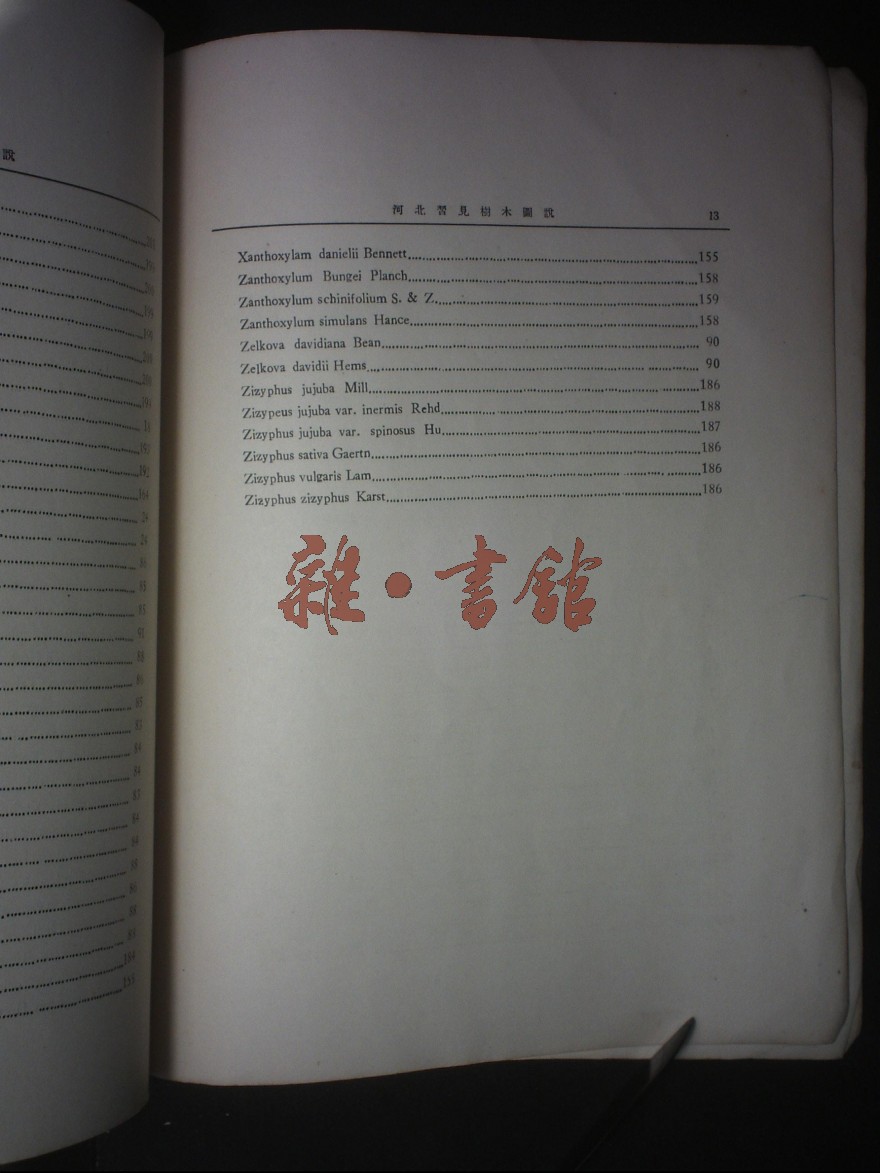 說
河北習見樹木圖說 13
Xanthoxylam danielii Bennett 155
Zanthoxylum Bungei Planch 158
Zanthoxylum schinifolium S. & Z. 159
Zanthoxylum simulans Hance 158
Zelkova davidiana Bean 90
Zelkova davidii Hems 90
Zizyphus jujuba Mill 186
Zizypeus jujuba var. inermis Rehd 188
Zizyphus jujuba var. spinosus Hu 187
Zizyphus sativa Gaertn 186
Zizyphus vulgaris Lam 186
Zizyphus zizyphus Karst 186
雜·書館